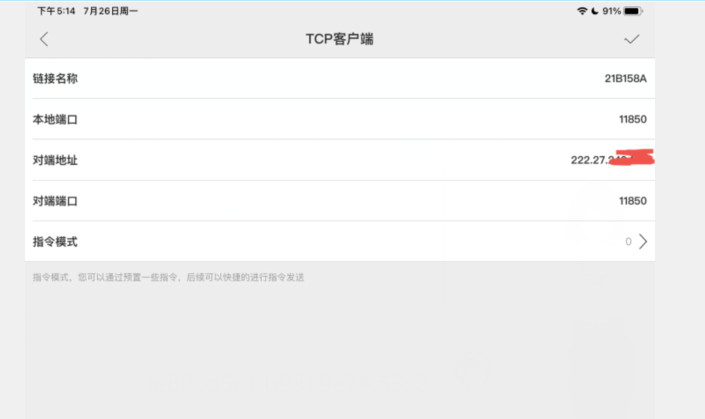 下午5:14 7月26日周一
91%
TCP客户端
链接名称 21B158A
本地端口 11850
对端地址 222.27.
对端端口 11850
指令模式 0
指令模式，您可以通过预置一些指令，后续可以快捷的进行指令发送